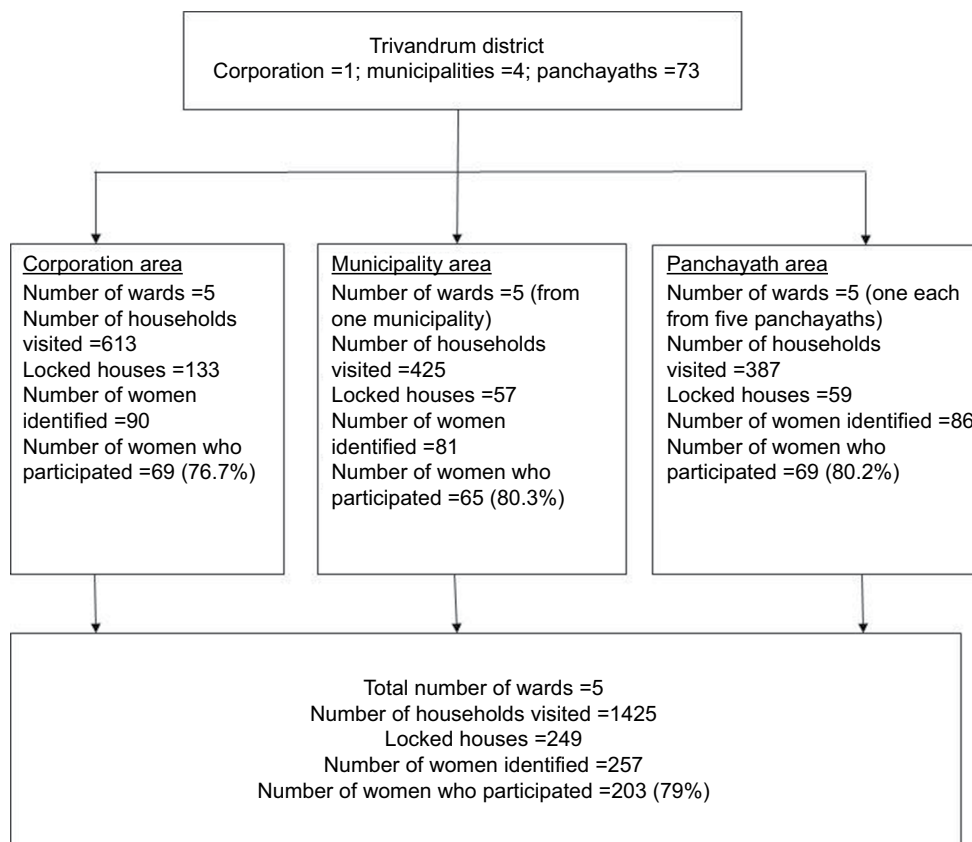 Trivandrum district
Corporation =1; municipalities =4; panchayaths =73
Corporation area
Number of wards =5
Number of households
visited =613
Locked houses =133
Number of women
identified =90
Number of women who
participated =69 (76.7%)
Municipality area
Number of wards =5 (from
one municipality)
Number of households
visited =425
Locked houses =57
Number of women
identified =81
Number of women who
participated =65 (80.3%)
Panchayath area
Number of wards =5 (one each
from five panchayaths)
Number of households
visited =387
Locked houses =59
Number of women identified =86
Number of women who
participated =69 (80.2%)
Total number of wards =5
Number of households visited =1425
Locked houses =249
Number of women identified =257
Number of women who participated =203 (79%)